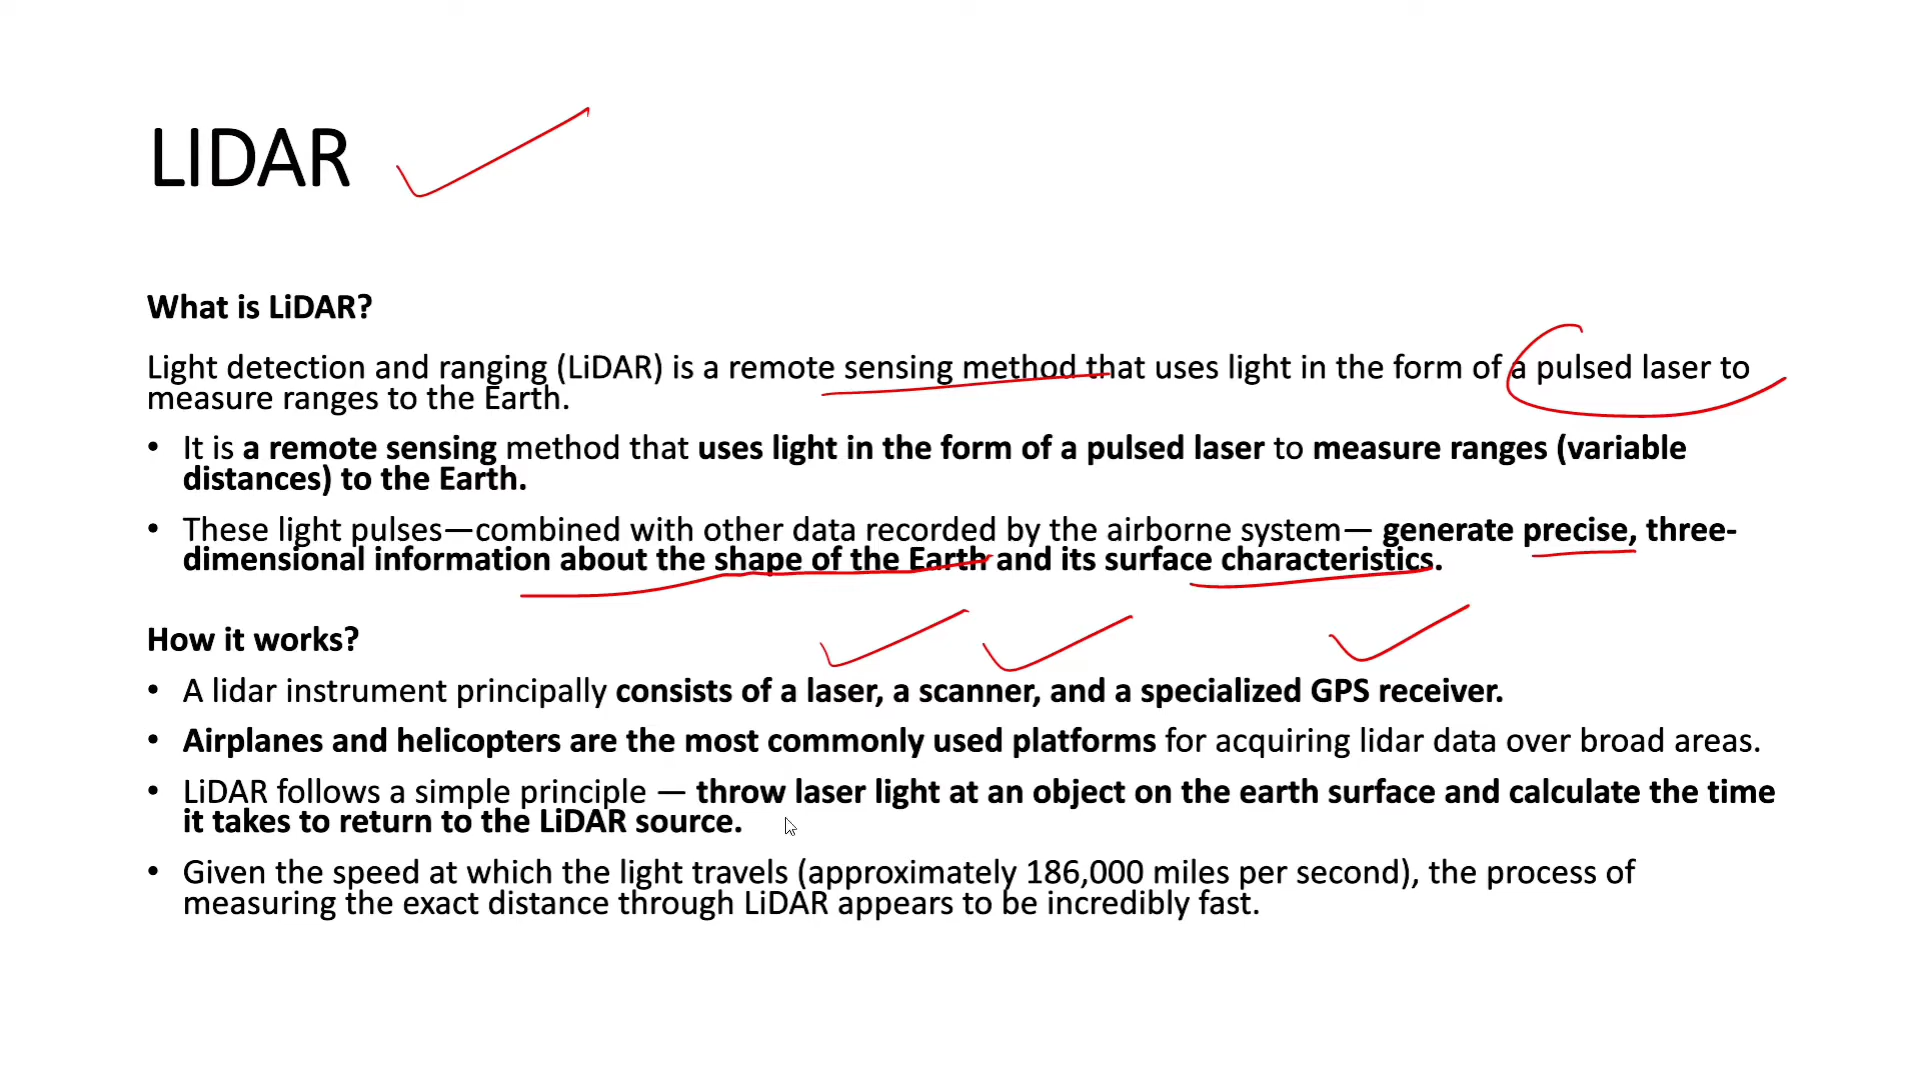 LIDAR
What is LiDAR?
Light detection and ranging (LiDAR) is a remote sensing method that uses light in the form of a pulsed laser to
measure ranges to the Earth.
• It is a remote sensing method that uses light in the form of a pulsed laser to measure ranges (variable
distances) to the Earth.
• These light pulses—combined with other data recorded by the airborne system— generate precise, three-
dimensional information about the shape of the Earth and its surface characteristics.
How it works?
• A lidar instrument principally consists of a laser, a scanner, and a specialized GPS receiver.
• Airplanes and helicopters are the most commonly used platforms for acquiring lidar data over broad areas.
• LiDAR follows a simple principle — throw laser light at an object on the earth surface and calculate the time
it takes to return to the LiDAR source.
• Given the speed at which the light travels (approximately 186,000 miles per second), the process of
measuring the exact distance through LiDAR appears to be incredibly fast.